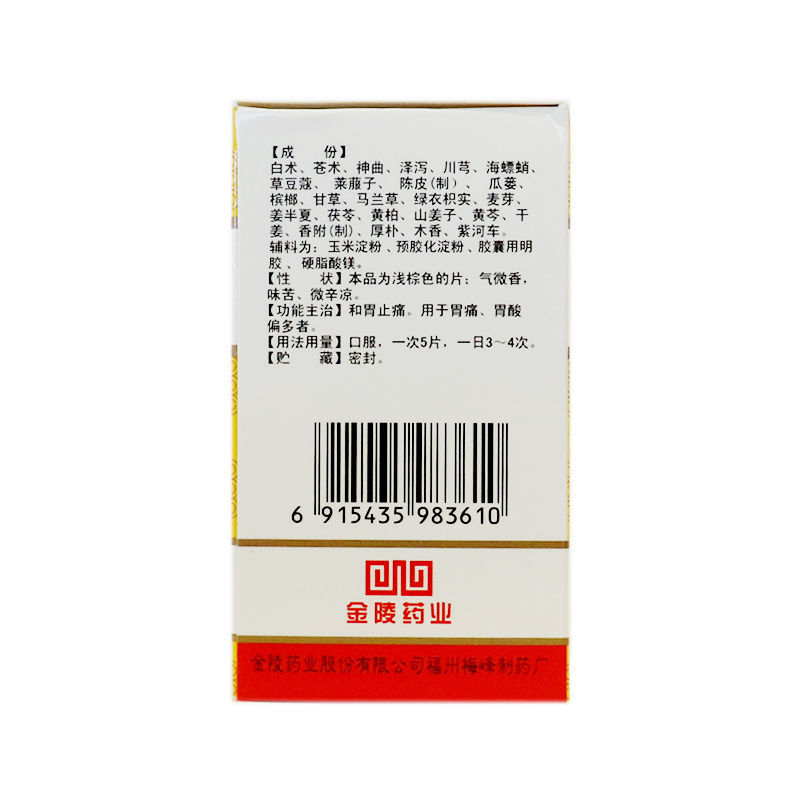 【成　份】
白术、苍术、神曲、泽泻、川芎、海螵蛸、
草豆蔻、莱菔子、陈皮(制)、瓜蒌、
槟榔、甘草、马兰草、绿衣枳实、麦芽、
姜半夏、茯苓、黄柏、山姜子、黄芩、干
姜、香附(制)、厚朴、木香、紫河车。
辅料为：玉米淀粉、预胶化淀粉、胶囊用明
胶、硬脂酸镁。
【性　状】本品为浅棕色的片；气微香，
味苦、微辛凉。
【功能主治】和胃止痛。用于胃痛、胃酸
偏多者。
【用法用量】口服，一次5片，一日3～4次。
【贮　藏】密封。
6 915435 983610
金陵药业
金陵药业股份有限公司福州梅峰制药厂